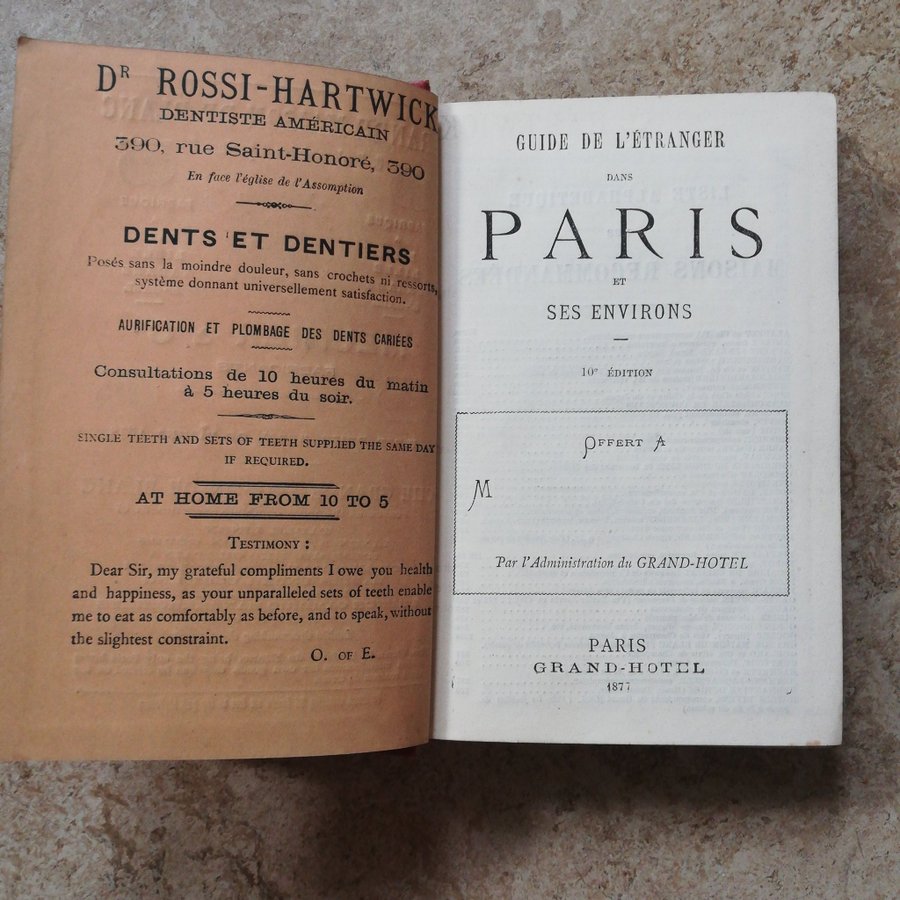 Dr ROSSI-HARTWICK
DENTISTE AMÉRICAIN
390, rue Saint-Honoré, 390
En face l'église de l'Assomption
DENTS ET DENTIERS
Posés sans la moindre douleur, sans crochets ni ressorts,
système donnant universellement satisfaction.
AURIFICATION ET PLOMBAGE DES DENTS CARIÉES
Consultations de 10 heures du matin
à 5 heures du soir.
SINGLE TEETH AND SETS OF TEETH SUPPLIED THE SAME DAY
IF REQUIRED.
AT HOME FROM 10 TO 5
TESTIMONY :
Dear Sir, my grateful compliments I owe you health
and happiness, as your unparalleled sets of teeth enable
me to eat as comfortably as before, and to speak, without
the slightest constraint.
O. OF E.
GUIDE DE L'ÉTRANGER
DANS
PARIS
ET
SES ENVIRONS
10e ÉDITION
OFFERT A
M
Par l'Administration du GRAND-HOTEL
PARIS
GRAND-HOTEL
1877